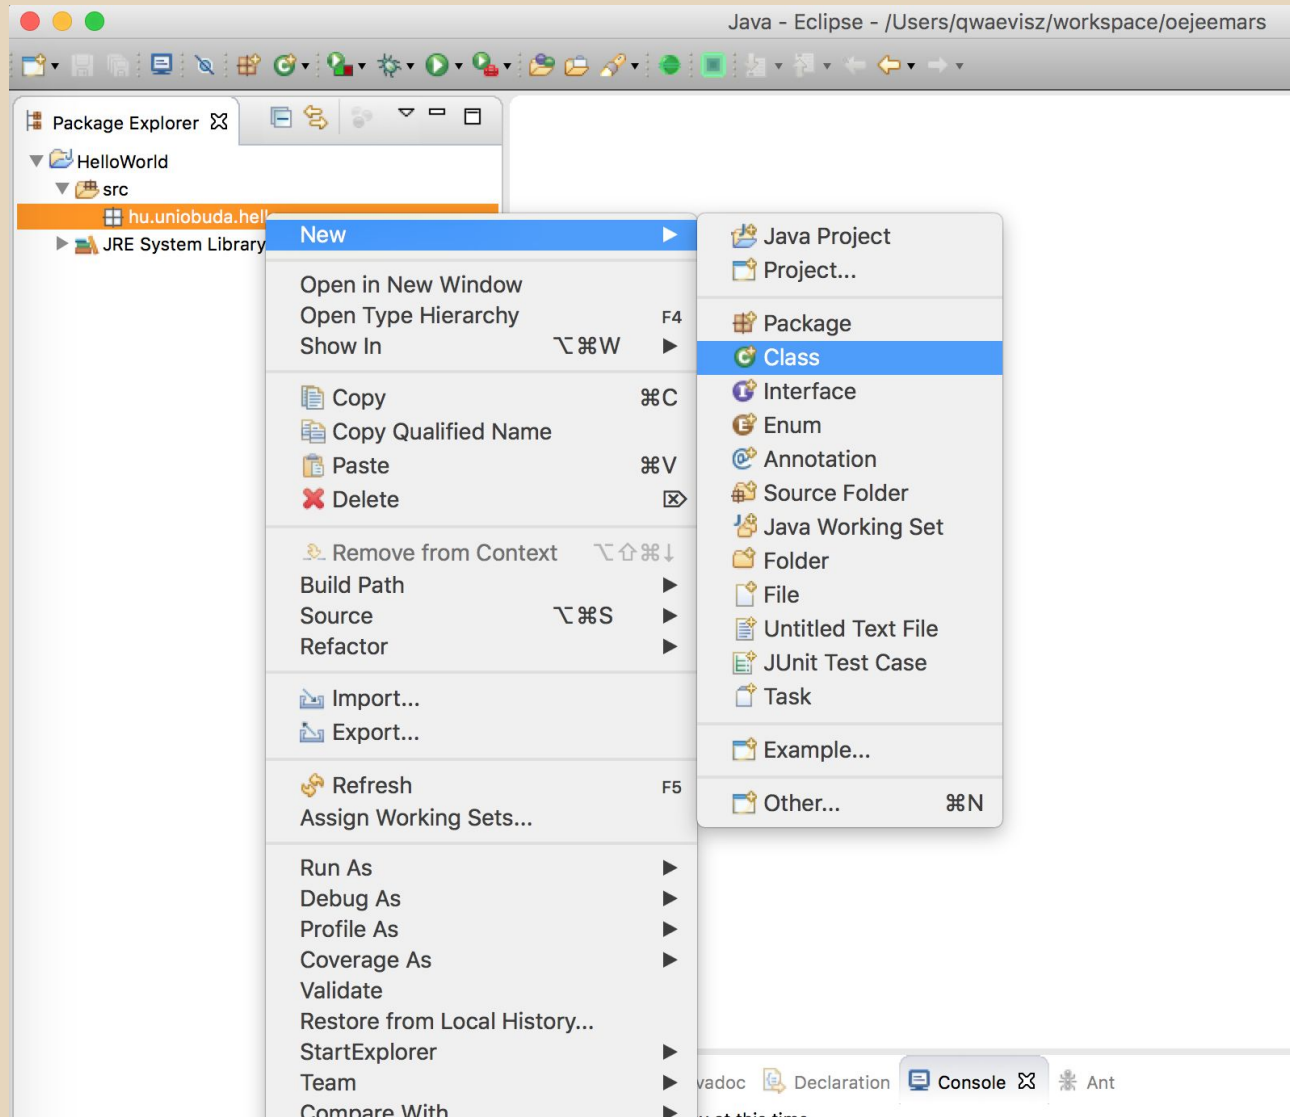 Java - Eclipse - /Users/qwaevisz/workspace/oejeemars
Package Explorer
HelloWorld
src
hu.uniobuda.hell
JRE System Library
New
Open in New Window
Open Type Hierarchy F4
Show In ⌥⌘W
Copy ⌘C
Copy Qualified Name
Paste ⌘V
Delete ⌦
Remove from Context ⌥⇧⌘↓
Build Path
Source ⌥⌘S
Refactor
Import...
Export...
Refresh F5
Assign Working Sets...
Run As
Debug As
Profile As
Coverage As
Validate
Restore from Local History...
StartExplorer
Team
Compare With
Java Project
Project...
Package
Class
Interface
Enum
Annotation
Source Folder
Java Working Set
Folder
File
Untitled Text File
JUnit Test Case
Task
Example...
Other... ⌘N
vadoc Declaration Console Ant
at this time